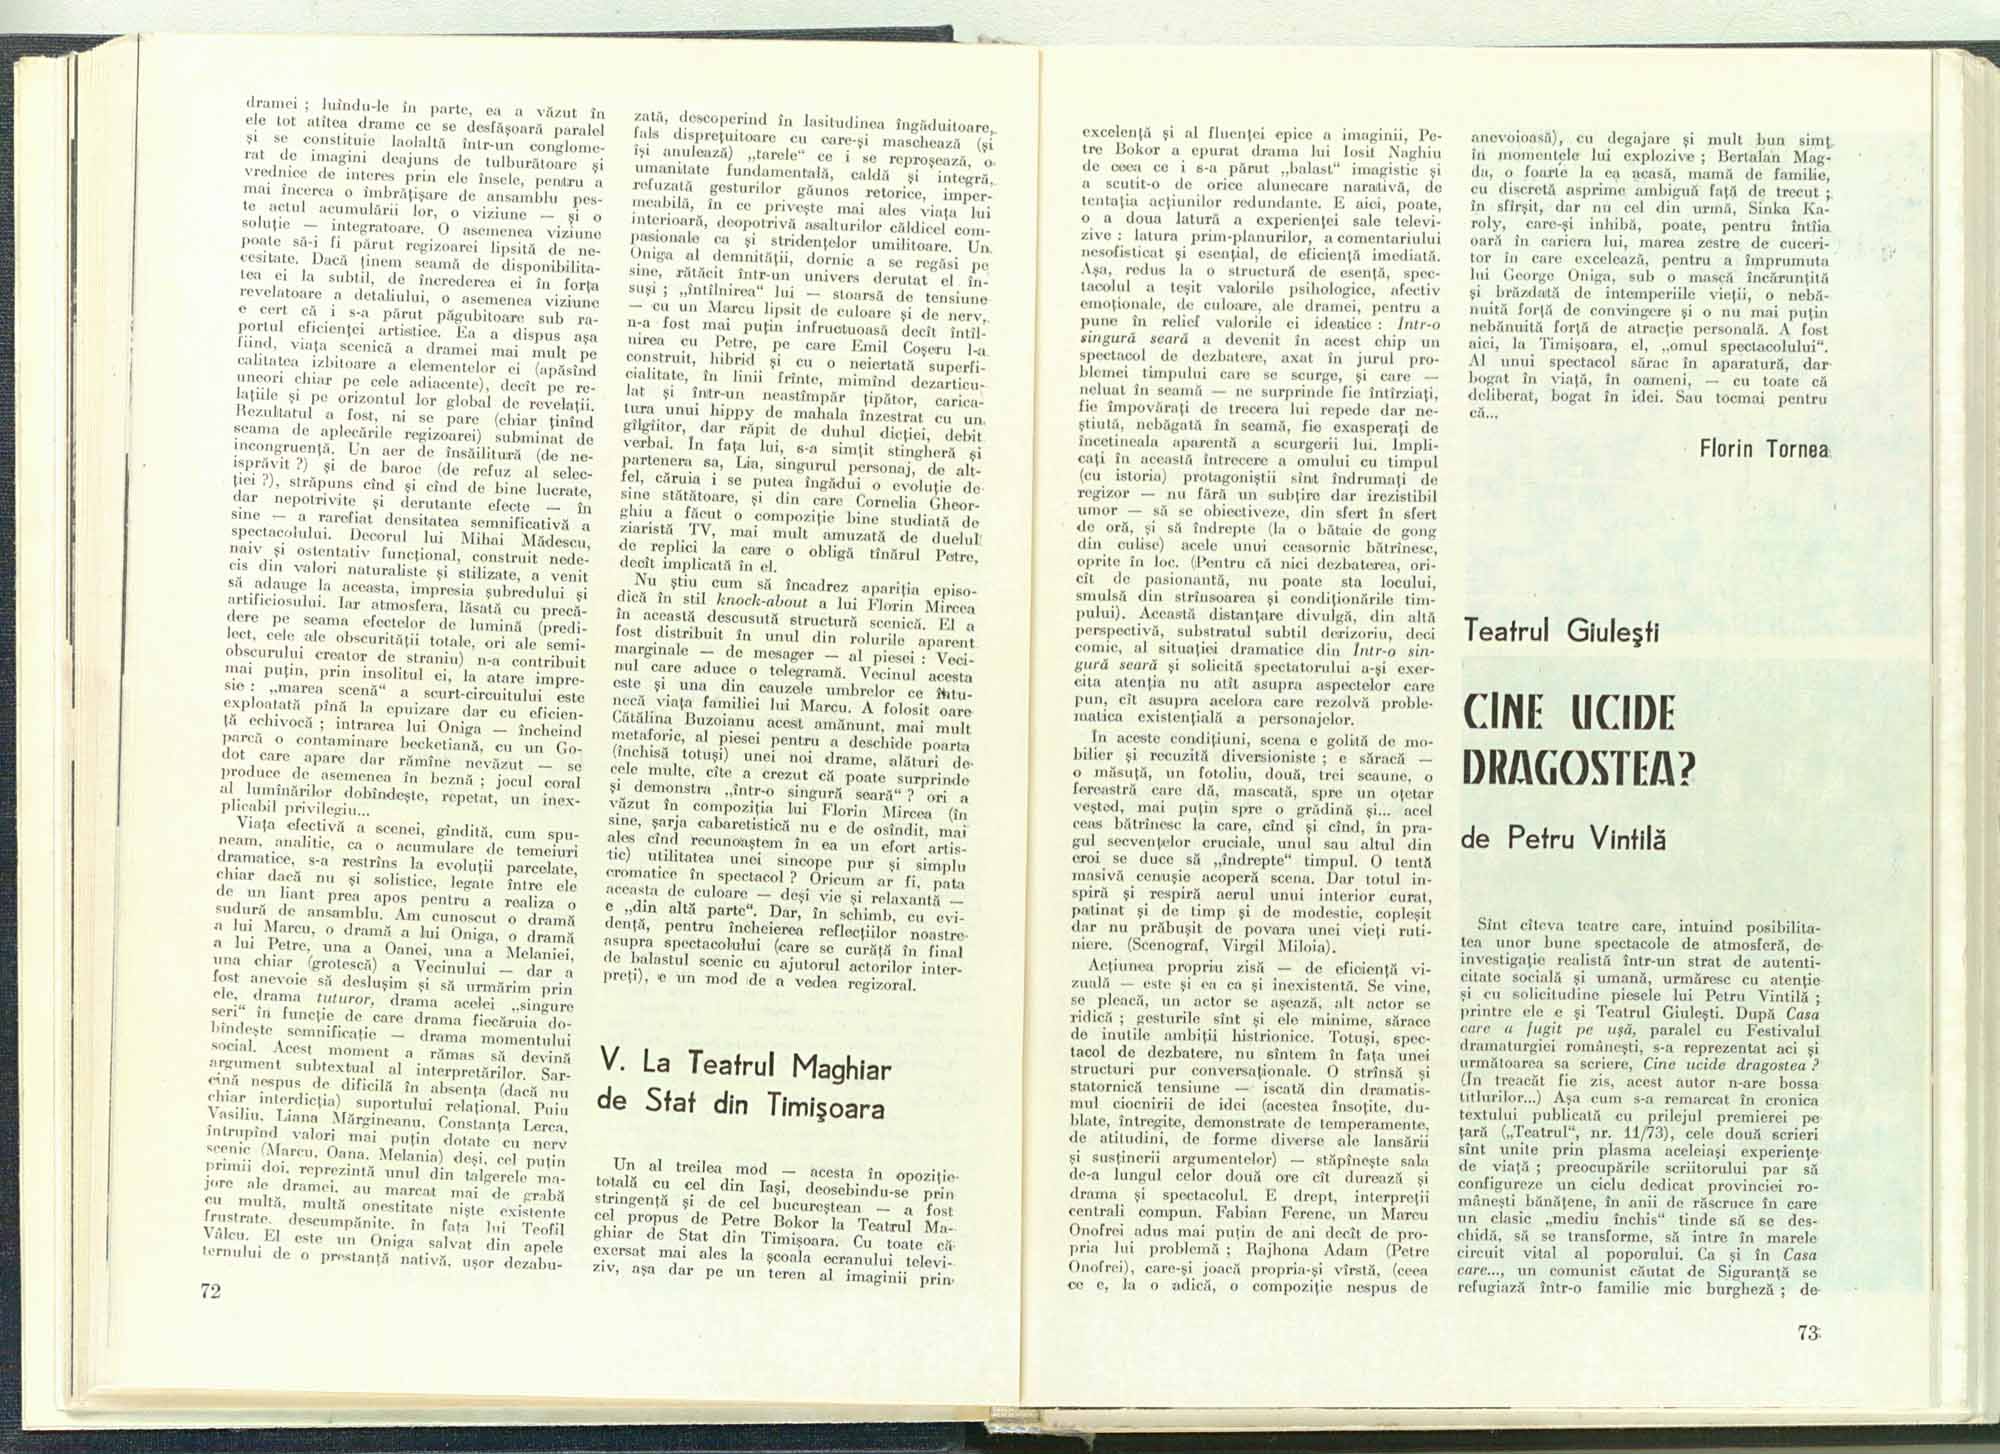 dramei ; luîndu-le în parte, ea a văzut în
ele tot atîtea drame ce se desfăşoară paralel
şi se constituie laolaltă într-un conglome-
rat de imagini deajuns de tulburătoare şi
vrednice de interes prin ele însele, pentru a
mai încerca o îmbrăţişare de ansamblu pes-
te actul acumulării lor, o viziune — şi o
soluţie — integratoare. O asemenea viziune
poate să-i fi părut regizoarei lipsită de ne-
cesitate. Dacă ţinem seamă de disponibilita-
tea ei la subtil, de încrederea ei în forţa
revelatoare a detaliului, o asemenea viziune
e cert că i s-a părut păgubitoare sub ra-
portul eficienţei artistice. Ea a dispus aşa
fiind, viaţa scenică a dramei mai mult pe
calitatea izbitoare a elementelor ei (apăsînd
uneori chiar pe cele adiacente), decît pe re-
laţiile şi pe orizontul lor global de revelaţii.
Rezultatul a fost, ni se pare (chiar ţinînd
seama de aplecările regizoarei) subminat de
incongruenţă. Un aer de însăilitură (de ne-
isprăvit ?) şi de baroc (de refuz al selec-
ţiei ?), străpuns cînd şi cînd de bine lucrate,
dar nepotrivite şi derutante efecte — în
sine — a rarefiat densitatea semnificativă a
spectacolului. Decorul lui Mihai Mădescu,
naiv şi ostentativ funcţional, construit nede-
cis din valori naturaliste şi stilizate, a venit
să adauge la aceasta, impresia şubredului şi
artificiosului. Iar atmosfera, lăsată cu precă-
dere pe seama efectelor de lumină (predi-
lect, cele ale obscurităţii totale, ori ale semi-
obscurului creator de straniu) n-a contribuit
mai puţin, prin insolitul ei, la atare impre-
sie : „marea scenă“ a scurt-circuitului este
exploatată pînă la epuizare dar cu eficien-
ţă echivocă ; intrarea lui Oniga — încheind
parcă o contaminare becketiană, cu un Go-
dot care apare dar rămîne nevăzut — se
produce de asemenea în beznă ; jocul coral
al lumînărilor dobîndeşte, repetat, un inex-
plicabil privilegiu...
Viaţa efectivă a scenei, gîndită, cum spu-
neam, analitic, ca o acumulare de temeiuri
dramatice, s-a restrîns la evoluţii parcelate,
chiar dacă nu şi solistice, legate între ele
de un liant prea apos pentru a realiza o
sudură de ansamblu. Am cunoscut o dramă
a lui Marcu, o dramă a lui Oniga, o dramă
a lui Petre, una a Oanei, una a Melaniei,
una chiar (grotescă) a Vecinului — dar a
fost anevoie să desluşim şi să urmărim prin
ele, drama tuturor, drama acelei „singure
seri“ în funcţie de care drama fiecăruia do-
bîndeşte semnificaţie — drama momentului
social. Acest moment a rămas să devină
argument subtextual al interpretărilor. Sar-
cină nespus de dificilă în absenţa (dacă nu
chiar interdicţia) suportului relaţional. Puiu
Vasiliu, Liana Mărgineanu, Constanţa Lerca,
întrupînd valori mai puţin dotate cu nerv
scenic (Marcu, Oana, Melania) deşi, cel puţin
primii doi, reprezintă unul din talgerele ma-
jore ale dramei, au marcat mai de grabă
cu multă, multă onestitate nişte existente
frustrate, descumpănite, în faţa lui Teofil
Vâlcu. El este un Oniga salvat din apele
ternului de o prestanţă nativă, uşor dezabu-
72
zată, descoperind în lasitudinea îngăduitoare,
fals dispreţuitoare cu care-şi maschează (şi
îşi anulează) „tarele“ ce i se reproşează, o
umanitate fundamentală, caldă şi integră,
refuzată gesturilor găunos retorice, imper-
meabilă, în ce priveşte mai ales viaţa lui
interioară, deopotrivă asalturilor căldicel com-
pasionale ca şi stridenţelor umilitoare. Un
Oniga al demnităţii, dornic a se regăsi pe
sine, rătăcit într-un univers derutat el în-
suşi ; „întîlnirea“ lui — stoarsă de tensiune
— cu un Marcu lipsit de culoare şi de nerv,
n-a fost mai puţin infructuoasă decît întîl-
nirea cu Petre, pe care Emil Coşeru l-a
construit, hibrid şi cu o neiertată superfi-
cialitate, în linii frînte, mimînd dezarticu-
lat şi într-un neastîmpăr ţipător, carica-
tura unui hippy de mahala înzestrat cu un
gîlgîitor, dar răpit de duhul dicţiei, debit
verbal. In faţa lui, s-a simţit stingheră şi
partenera sa, Lia, singurul personaj, de alt-
fel, căruia i se putea îngădui o evoluţie de
sine stătătoare, şi din care Cornelia Gheor-
ghiu a făcut o compoziţie bine studiată de
ziaristă TV, mai mult amuzată de duelul
de replici la care o obligă tînărul Petre,
decît implicată în el.
Nu ştiu cum să încadrez apariţia episo-
dică în stil knock-about a lui Florin Mircea
în această descusută structură scenică. El a
fost distribuit în unul din rolurile aparent
marginale — de mesager — al piesei : Veci-
nul care aduce o telegramă. Vecinul acesta
este şi una din cauzele umbrelor ce întu-
necă viaţa familiei lui Marcu. A folosit oare
Cătălina Buzoianu acest amănunt, mai mult
metaforic, al piesei pentru a deschide poarta
(închisă totuşi) unei noi drame, alături de
cele multe, cîte a crezut că poate surprinde
şi demonstra „într-o singură seară“ ? ori a
văzut în compoziţia lui Florin Mircea (în
sine, şarja cabaretistică nu e de osîndit, mai
ales cînd recunoaştem în ea un efort artis-
tic) utilitatea unei sincope pur şi simplu
cromatice în spectacol ? Oricum ar fi, pata
aceasta de culoare — deşi vie şi relaxantă —
e „din altă parte“. Dar, în schimb, cu evi-
denţă, pentru încheierea reflecţiilor noastre
asupra spectacolului (care se curăţă în final
de balastul scenic cu ajutorul actorilor inter-
preţi), e un mod de a vedea regizoral.
V. La Teatrul Maghiar
de Stat din Timişoara
Un al treilea mod — acesta în opoziţie
totală cu cel din Iaşi, deosebindu-se prin
stringenţă şi de cel bucureştean — a fost
cel propus de Petre Bokor la Teatrul Ma-
ghiar de Stat din Timişoara. Cu toate că
exersat mai ales la şcoala ecranului televi-
ziv, aşa dar pe un teren al imaginii prin
excelenţă şi al fluenţei epice a imaginii, Pe-
tre Bokor a epurat drama lui Iosif Naghiu
de ceea ce i s-a părut „balast“ imagistic şi
a scutit-o de orice alunecare narativă, de
tentaţia acţiunilor redundante. E aici, poate,
o a doua latură a experienţei sale televi-
zive : latura prim-planurilor, a comentariului
nesofisticat şi esenţial, de eficienţă imediată.
Aşa, redus la o structură de esenţă, spec-
tacolul a teşit valorile psihologice, afectiv
emoţionale, de culoare, ale dramei, pentru a
pune în relief valorile ei ideatice : Intr-o
singură seară a devenit în acest chip un
spectacol de dezbatere, axat în jurul pro-
blemei timpului care se scurge, şi care —
neluat în seamă — ne surprinde fie întîrziaţi,
fie împovăraţi de trecera lui repede dar ne-
ştiută, nebăgată în seamă, fie exasperaţi de
încetineala aparentă a scurgerii lui. Impli-
caţi în această întrecere a omului cu timpul
(cu istoria) protagoniştii sînt îndrumaţi de
regizor — nu fără un subţire dar irezistibil
umor — să se obiectiveze, din sfert în sfert
de oră, şi să îndrepte (la o bătaie de gong
din culise) acele unui ceasornic bătrînesc,
oprite în loc. (Pentru că nici dezbaterea, ori-
cît de pasionantă, nu poate sta locului,
smulsă din strînsoarea şi condiţionările tim-
pului). Această distanţare divulgă, din altă
perspectivă, substratul subtil derizoriu, deci
comic, al situaţiei dramatice din Intr-o sin-
gură seară şi solicită spectatorului a-şi exer-
cita atenţia nu atît asupra aspectelor care
pun, cît asupra acelora care rezolvă proble-
matica existenţială a personajelor.
In aceste condiţiuni, scena e golită de mo-
bilier şi recuzită diversioniste ; e săracă —
o măsuţă, un fotoliu, două, trei scaune, o
fereastră care dă, mascată, spre un oţetar
veşted, mai puţin spre o grădină şi... acel
ceas bătrînesc la care, cînd şi cînd, în pra-
gul secvenţelor cruciale, unul sau altul din
eroi se duce să „îndrepte“ timpul. O tentă
masivă cenuşie acoperă scena. Dar totul in-
spiră şi respiră aerul unui interior curat,
patinat şi de timp şi de modestie, copleşit
dar nu prăbuşit de povara unei vieţi ruti-
niere. (Scenograf, Virgil Miloia).
Acţiunea propriu zisă — de eficienţă vi-
zuală — este şi ea ca şi inexistentă. Se vine,
se pleacă, un actor se aşează, alt actor se
ridică ; gesturile sînt şi ele minime, sărace
de inutile ambiţii histrionice. Totuşi, spec-
tacol de dezbatere, nu sîntem în faţa unei
structuri pur conversaţionale. O strînsă şi
statornică tensiune — iscată din dramatis-
mul ciocnirii de idei (acestea însoţite, du-
blate, întregite, demonstrate de temperamente,
de atitudini, de forme diverse ale lansării
şi susţinerii argumentelor) — stăpîneşte sala
de-a lungul celor două ore cît durează şi
drama şi spectacolul. E drept, interpreţii
centrali compun. Fabian Ferenc, un Marcu
Onofrei adus mai puţin de ani decît de pro-
pria lui problemă ; Rajhona Adam (Petre
Onofrei), care-şi joacă propria-şi vîrstă, (ceea
ce e, la o adică, o compoziţie nespus de
anevoioasă), cu degajare şi mult bun simţ
în momentele lui explozive ; Bertalan Mag-
da, o foarte la ea acasă, mamă de familie,
cu discretă asprime ambiguă faţă de trecut ;
în sfîrşit, dar nu cel din urmă, Sinka Ka-
roly, care-şi inhibă, poate, pentru întîia
oară în cariera lui, marea zestre de cuceri-
tor în care excelează, pentru a împrumuta
lui George Oniga, sub o mască încărunţită
şi brăzdată de intemperiile vieţii, o nebă-
nuită forţă de convingere şi o nu mai puţin
nebănuită forţă de atracţie personală. A fost
aici, la Timişoara, el, „omul spectacolului“.
Al unui spectacol sărac în aparatură, dar
bogat în viaţă, în oameni, — cu toate că
deliberat, bogat în idei. Sau tocmai pentru
că...
Florin Tornea
Teatrul Giuleşti
CINE UCIDE
DRAGOSTEA?
de Petru Vintilă
Sînt cîteva teatre care, intuind posibilita-
tea unor bune spectacole de atmosferă, de
investigaţie realistă într-un strat de autenti-
citate socială şi umană, urmăresc cu atenţie
şi cu solicitudine piesele lui Petru Vintilă ;
printre ele e şi Teatrul Giuleşti. După Casa
care a fugit pe uşă, paralel cu Festivalul
dramaturgiei româneşti, s-a reprezentat aci şi
următoarea sa scriere, Cine ucide dragostea ?
(In treacăt fie zis, acest autor n-are bossa
titlurilor...) Aşa cum s-a remarcat în cronica
textului publicată cu prilejul premierei pe
ţară („Teatrul“, nr. 11/73), cele două scrieri
sînt unite prin plasma aceleiaşi experienţe
de viaţă ; preocupările scriitorului par să
configureze un ciclu dedicat provinciei ro-
mâneşti bănăţene, în anii de răscruce în care
un clasic „mediu închis“ tinde să se des-
chidă, să se transforme, să intre în marele
circuit vital al poporului. Ca şi în Casa
care..., un comunist căutat de Siguranţă se
refugiază într-o familie mic burgheză ; de
73